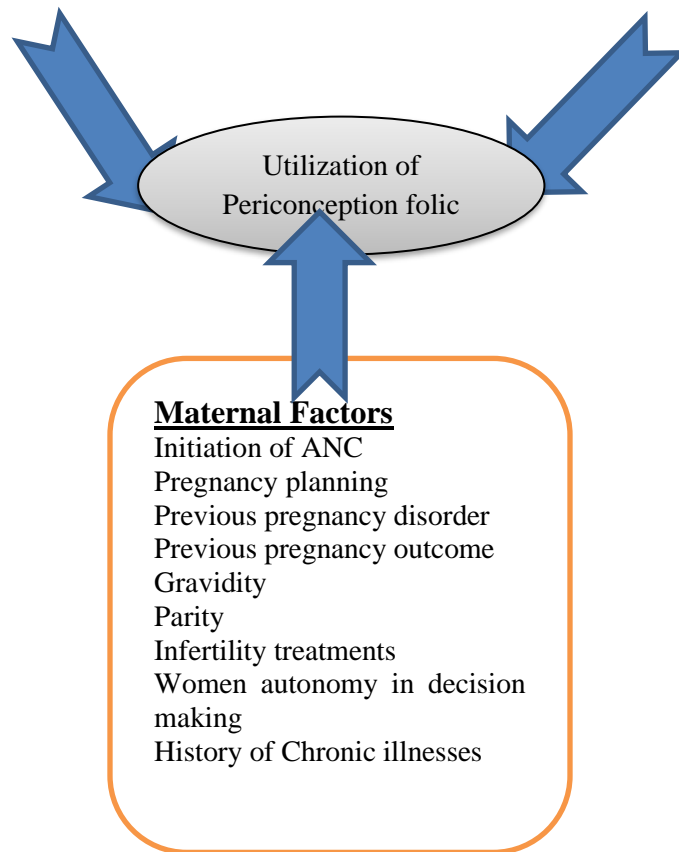 Utilization of
Periconception folic
Maternal Factors
Initiation of ANC
Pregnancy planning
Previous pregnancy disorder
Previous pregnancy outcome
Gravidity
Parity
Infertility treatments
Women autonomy in decision
making
History of Chronic illnesses